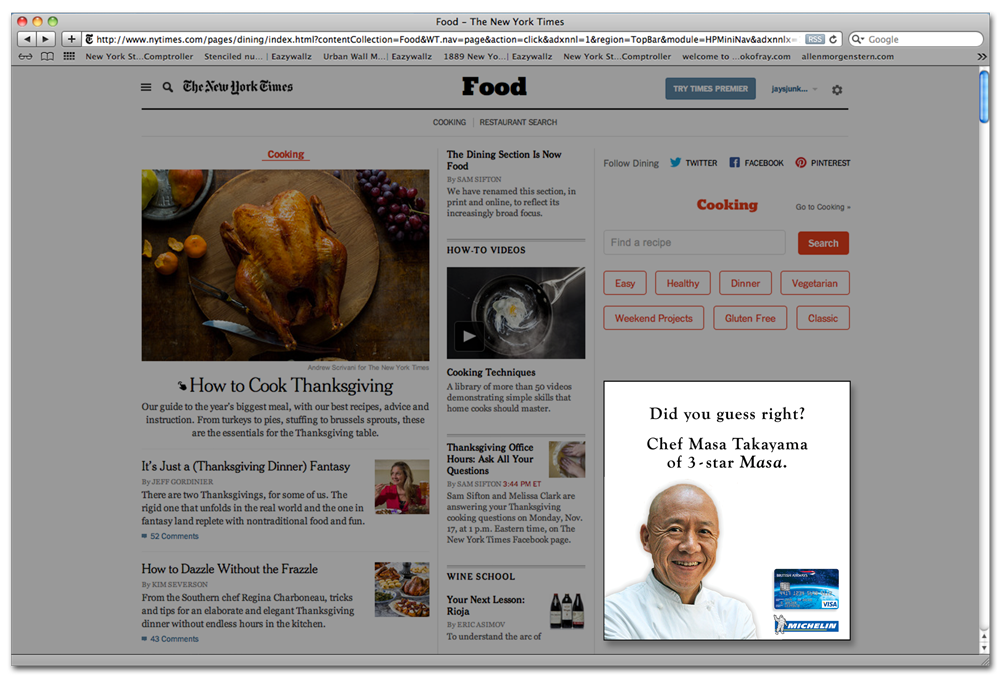 Food – The New York Times
http://www.nytimes.com/pages/dining/index.html?contentCollection=Food&WT.nav=page&action=click&adxnnl=1&region=TopBar&module=HPMiniNav&adxnnlx=
RSS
Google
New York St...Comptroller
Stenciled nu... | Eazywallz
Urban Wall M...| Eazywallz
1889 New Yo...| Eazywallz
New York St...Comptroller
welcome to ...okofray.com
allenmorgenstern.com
The New York Times
Food
TRY TIMES PREMIER
jaysjunk...
COOKING | RESTAURANT SEARCH
Cooking
Andrew Scrivani for The New York Times
How to Cook Thanksgiving
Our guide to the year's biggest meal, with our best recipes, advice and
instruction. From turkeys to pies, stuffing to brussels sprouts, these
are the essentials for the Thanksgiving table.
It's Just a (Thanksgiving Dinner) Fantasy
By JEFF GORDINIER
There are two Thanksgivings, for some of us. The
rigid one that unfolds in the real world and the one in
fantasy land replete with nontraditional food and fun.
52 Comments
How to Dazzle Without the Frazzle
By KIM SEVERSON
From the Southern chef Regina Charboneau, tricks
and tips for an elaborate and elegant Thanksgiving
dinner without endless hours in the kitchen.
43 Comments
The Dining Section Is Now
Food
By SAM SIFTON
We have renamed this section, in
print and online, to reflect its
increasingly broad focus.
HOW-TO VIDEOS
Cooking Techniques
A library of more than 50 videos
demonstrating simple skills that
home cooks should master.
Thanksgiving Office
Hours: Ask All Your
Questions
By SAM SIFTON 3:44 PM ET
Sam Sifton and Melissa Clark are
answering your Thanksgiving
cooking questions on Monday, Nov.
17, at 1 p.m. Eastern time, on The
New York Times Facebook page.
WINE SCHOOL
Your Next Lesson:
Rioja
By ERIC ASIMOV
To understand the arc of
Follow Dining
TWITTER
FACEBOOK
PINTEREST
Cooking
Go to Cooking »
Find a recipe
Search
Easy
Healthy
Dinner
Vegetarian
Weekend Projects
Gluten Free
Classic
Did you guess right?
Chef Masa Takayama
of 3-star Masa.
BRITISH AIRWAYS
VISA
MICHELIN